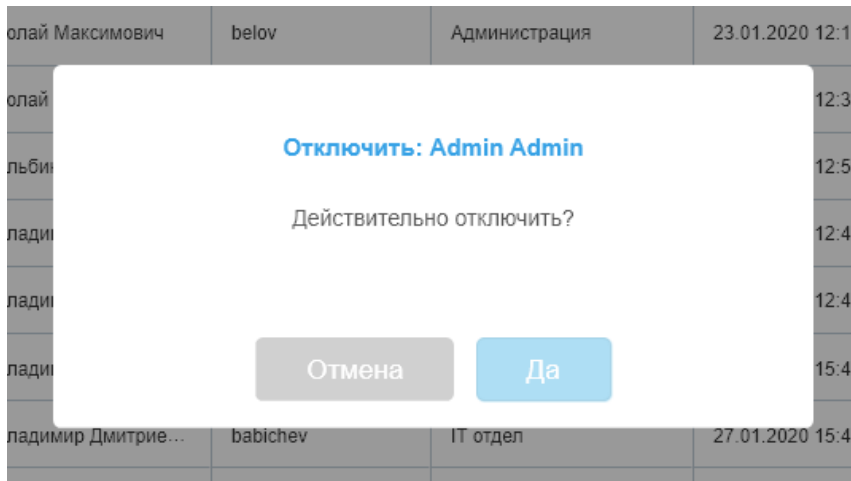 олай Максимович belov Администрация 23.01.2020 12:1
олай 12:3
Отключить: Admin Admin
12:5
Действительно отключить?
ладим 12:4
ладим 12:4
Отмена Да
15:4
ладимир Дмитрие... babichev IT отдел 27.01.2020 15:4